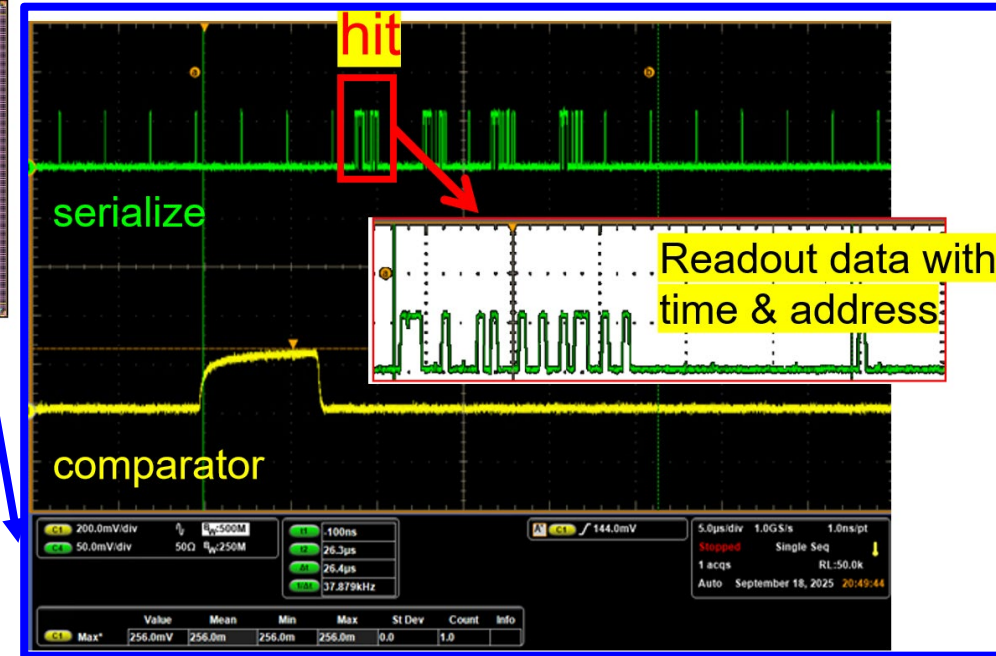 hit
a
b
serialize
Readout data with
time & address
a
comparator
C1 200.0mV/div BW:500M
C4 50.0mV/div 50Ω BW:250M
t1 -100ns
t2 26.3µs
Δt 26.4µs
1/Δt 37.879kHz
A' C1 144.0mV
5.0µs/div 1.0GS/s 1.0ns/pt
Stopped Single Seq
1 acqs RL:50.0k
Auto September 18, 2025 20:49:44
Value Mean Min Max St Dev Count Info
C1 Max* 256.0mV 256.0m 256.0m 256.0m 0.0 1.0